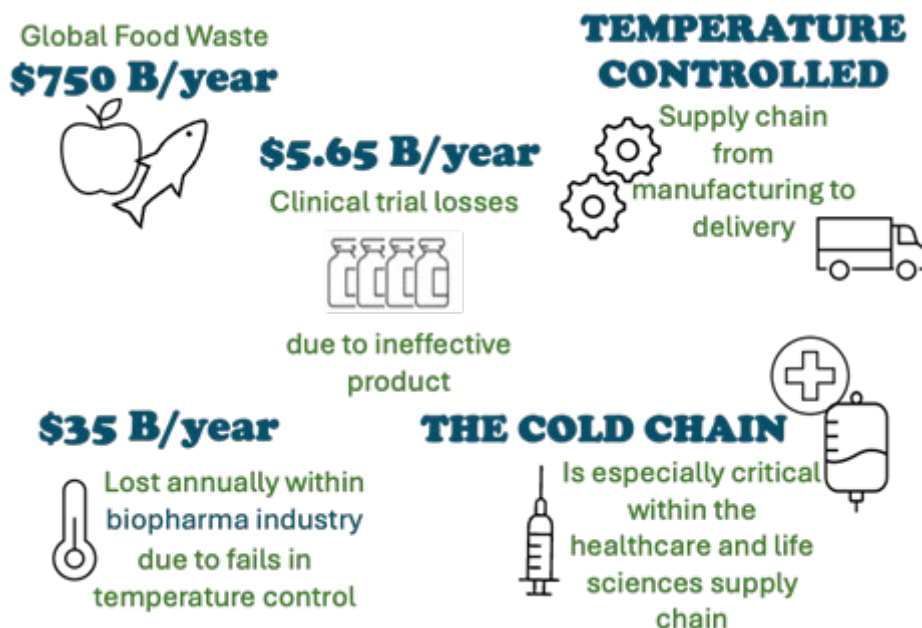 Global Food Waste
$750 B/year
TEMPERATURE
CONTROLLED
Supply chain
from
manufacturing to
delivery
$5.65 B/year
Clinical trial losses
due to ineffective
product
$35 B/year
Lost annually within
biopharma industry
due to fails in
temperature control
THE COLD CHAIN
Is especially critical
within the
healthcare and life
sciences supply
chain